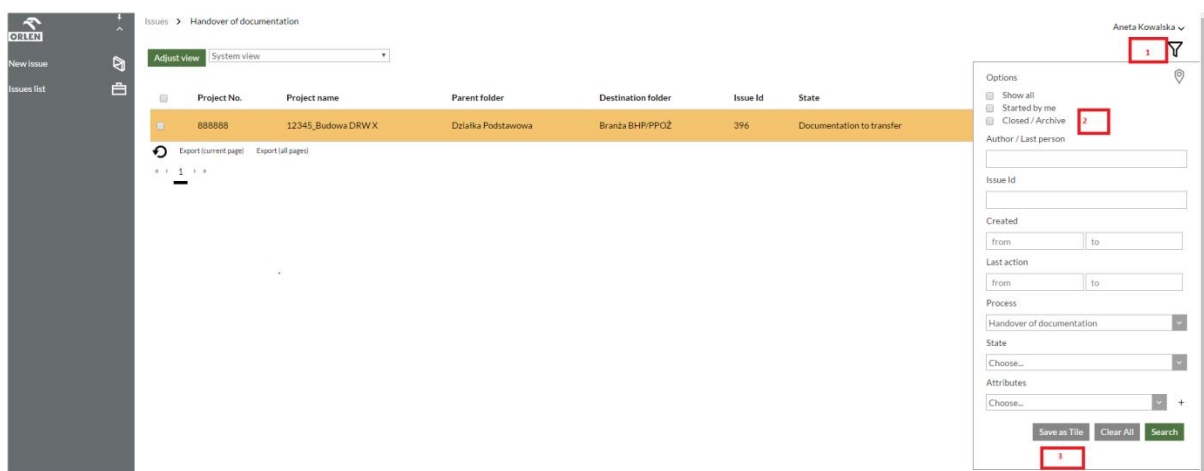 ORLEN
New issue
Issues list
Issues > Handover of documentation
Aneta Kowalska
Adjust view System view
1
Project No. Project name Parent folder Destination folder Issue Id State
888888 12345_Budowa DRW X Działka Podstawowa Branża BHP/PPOŻ 396 Documentation to transfer
Export (current page) Export (all pages)
« ‹ 1 › »
Options
Show all
Started by me
Closed / Archive 2
Author / Last person
Issue Id
Created
from to
Last action
from to
Process
Handover of documentation
State
Choose...
Attributes
Choose... +
Save as Tile Clear All Search
3